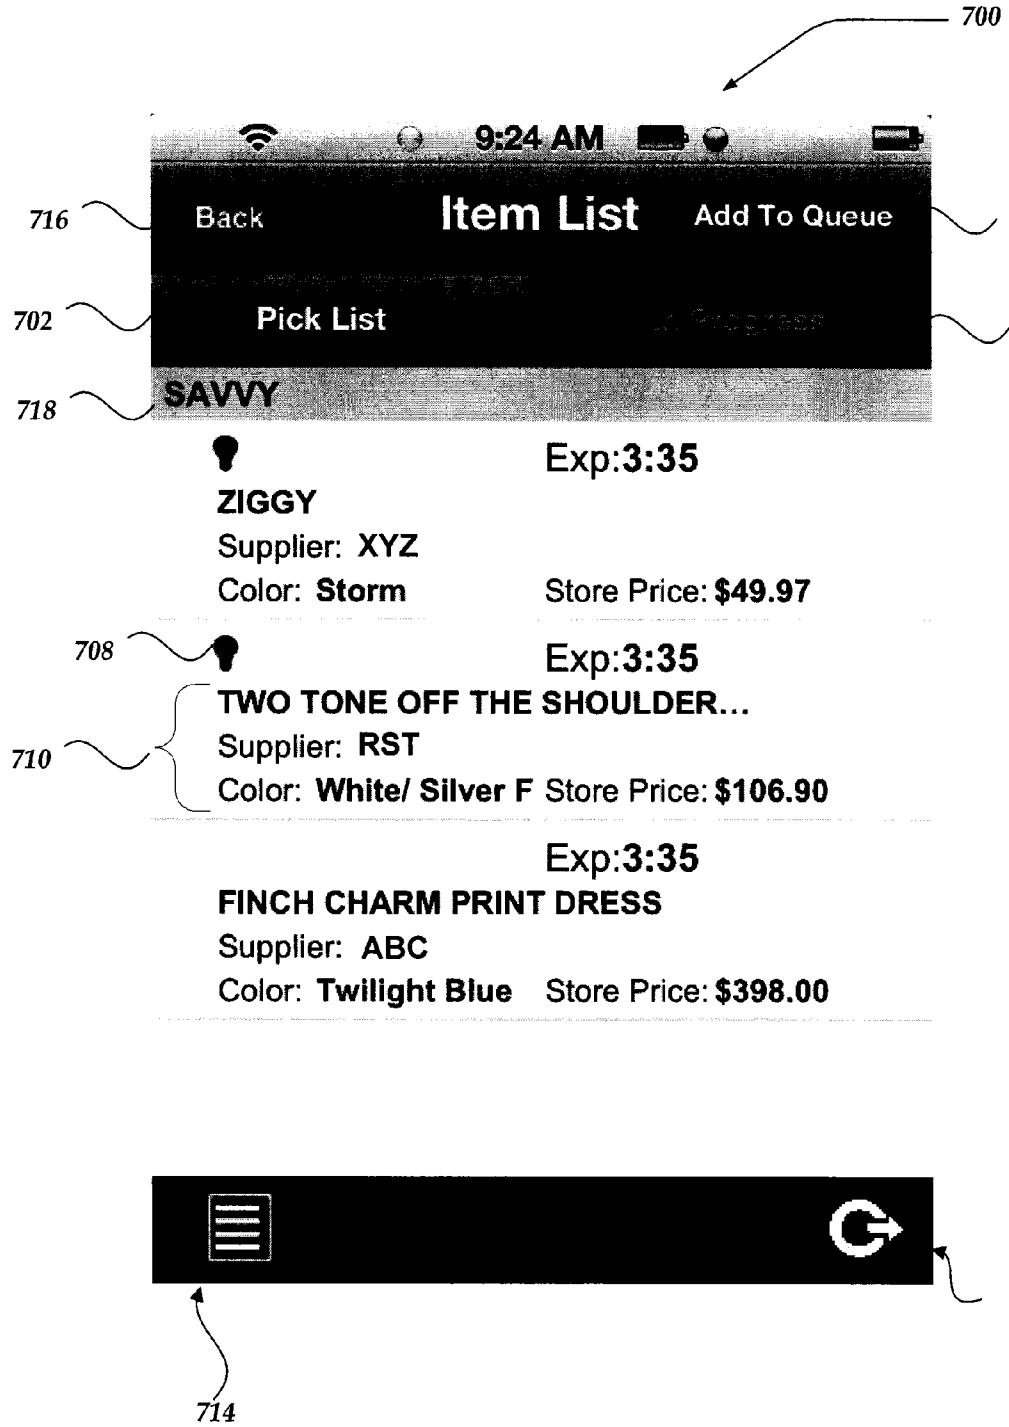 700
9:24 AM
716
Back
Item List
Add To Queue
702
Pick List
In Progress
718
SAVVY
Exp:3:35
ZIGGY
Supplier: XYZ
Color: Storm
Store Price: $49.97
708
Exp:3:35
TWO TONE OFF THE SHOULDER...
710
Supplier: RST
Color: White/ Silver F
Store Price: $106.90
Exp:3:35
FINCH CHARM PRINT DRESS
Supplier: ABC
Color: Twilight Blue
Store Price: $398.00
714